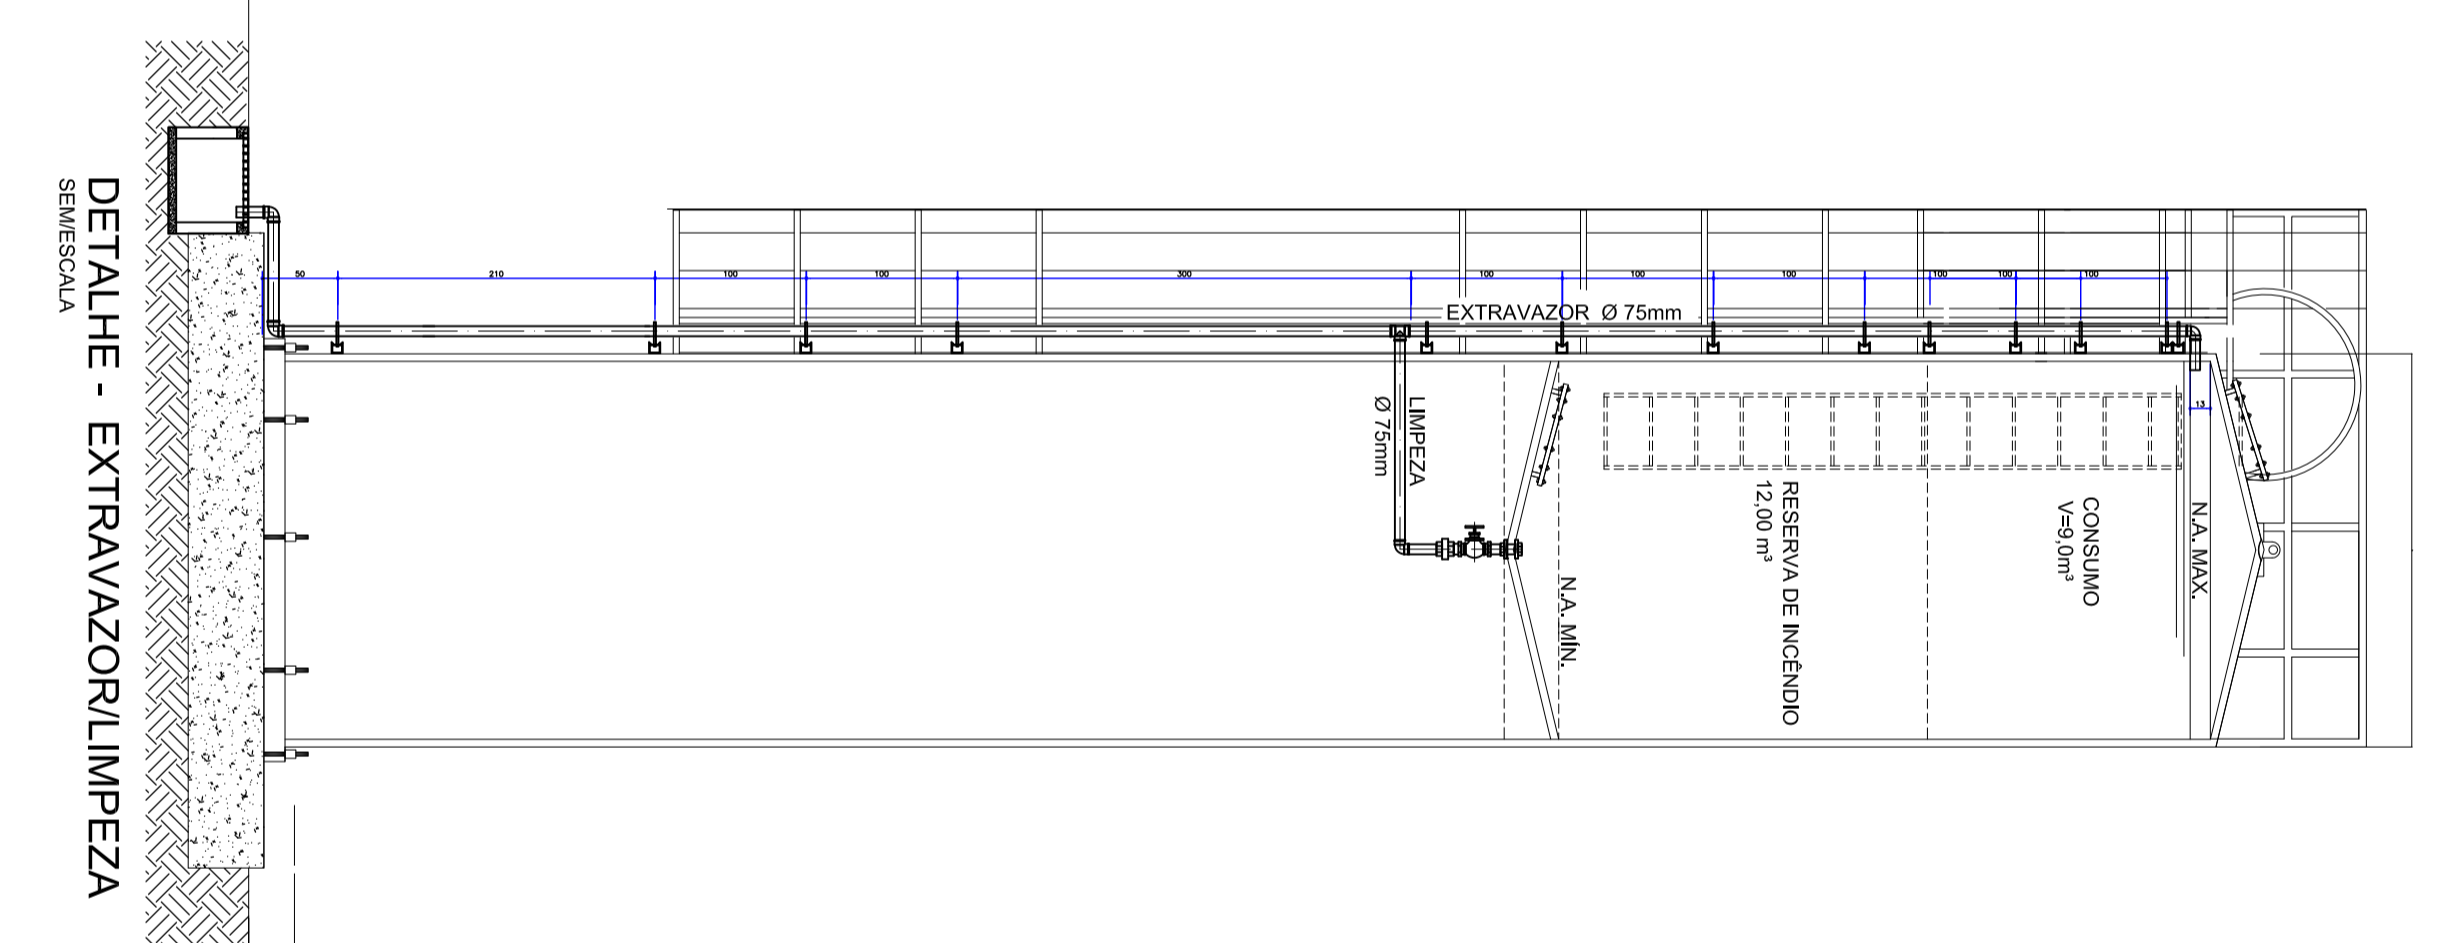 DETALHE - EXTRAVAZOR/LIMPEZA
SEM/ESCALA
50
210
100
100
300
100
100
100
100
100
100
EXTRAVAZOR Ø 75mm
LIMPEZA
Ø 75mm
N.A. MÍN.
RESERVA DE INCÊNDIO
12,00 m³
CONSUMO
V=9,0m³
N.A. MAX.
13